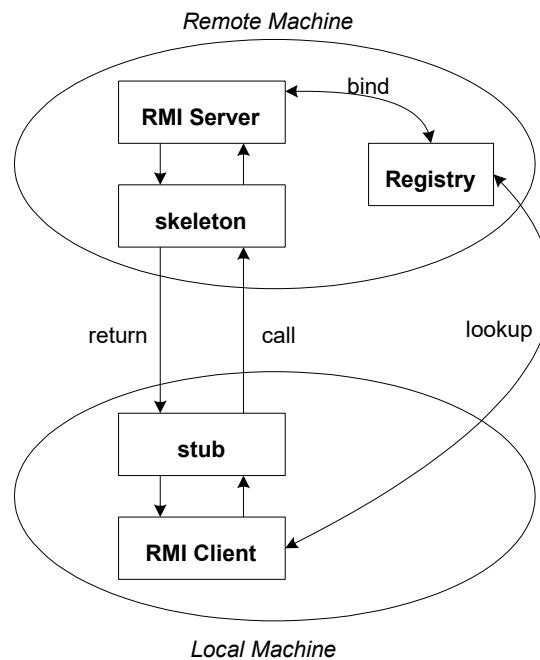 Remote Machine
bind
RMI Server
Registry
skeleton
return
call
lookup
stub
RMI Client
Local Machine